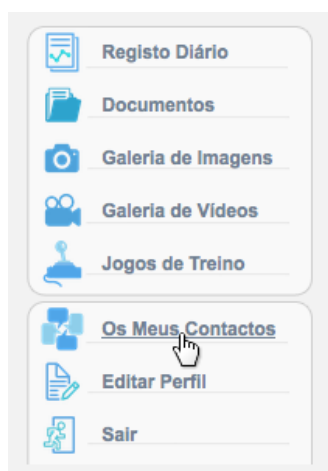 Registo Diário
Documentos
Galeria de Imagens
Galeria de Vídeos
Jogos de Treino
Os Meus Contactos
Editar Perfil
Sair